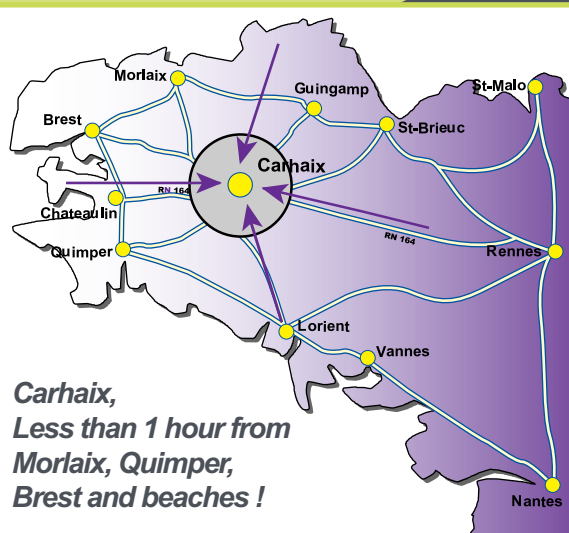 Morlaix
Guingamp
St-Malo
Brest
St-Brieuc
Carhaix
RN 164
Chateaulin
RN 164
Quimper
Rennes
Lorient
Vannes
Carhaix,
Less than 1 hour from
Morlaix, Quimper,
Brest and beaches !
Nantes